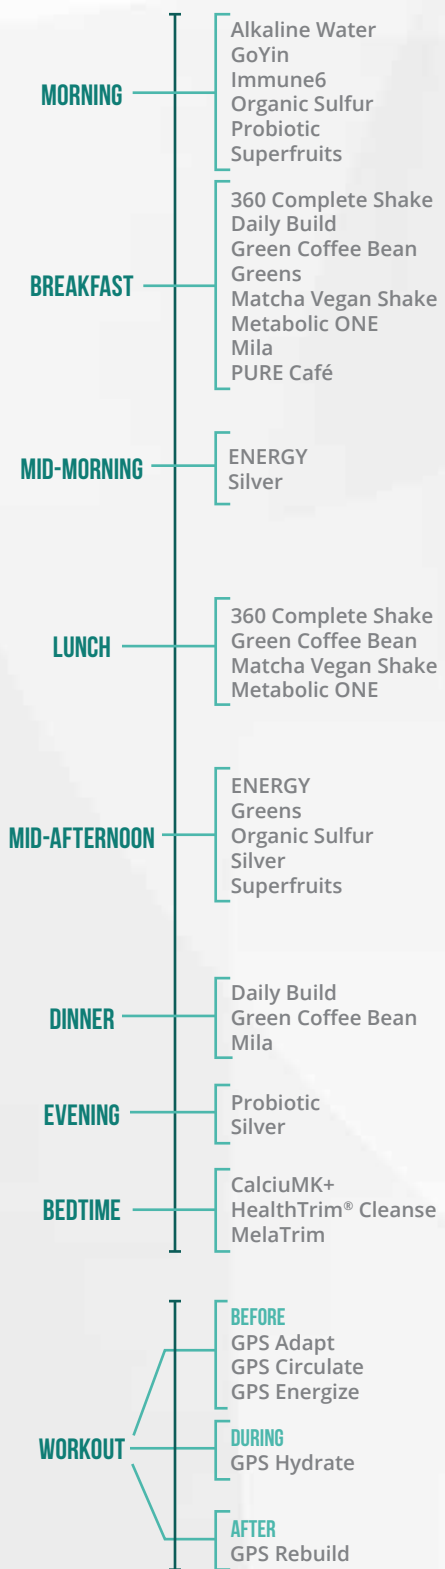 MORNING
Alkaline Water
GoYin
Immune6
Organic Sulfur
Probiotic
Superfruits
BREAKFAST
360 Complete Shake
Daily Build
Green Coffee Bean
Greens
Matcha Vegan Shake
Metabolic ONE
Mila
PURE Café
MID-MORNING
ENERGY
Silver
LUNCH
360 Complete Shake
Green Coffee Bean
Matcha Vegan Shake
Metabolic ONE
MID-AFTERNOON
ENERGY
Greens
Organic Sulfur
Silver
Superfruits
DINNER
Daily Build
Green Coffee Bean
Mila
EVENING
Probiotic
Silver
BEDTIME
CalciuMK+
HealthTrim® Cleanse
MelaTrim
WORKOUT
BEFORE
GPS Adapt
GPS Circulate
GPS Energize
DURING
GPS Hydrate
AFTER
GPS Rebuild